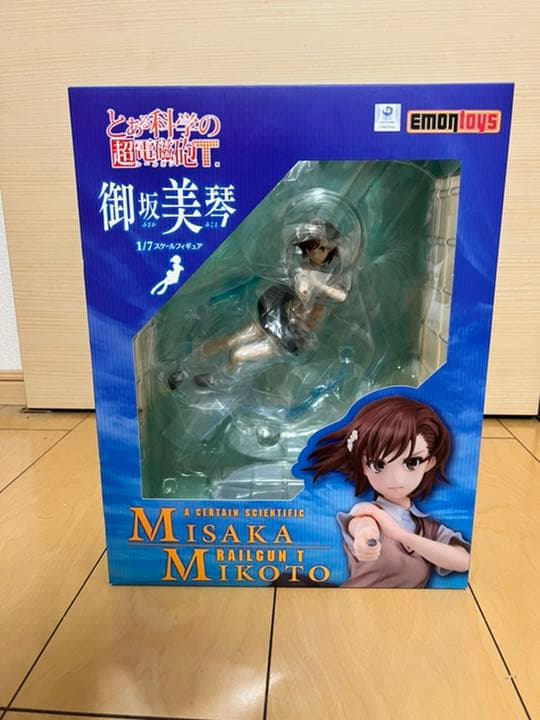 とある科学の
超電磁砲T
EMONTOYS
御坂美琴
みさか みこと
1/7スケールフィギュア
A CERTAIN SCIENTIFIC
MISAKA
RAILGUN T
MIKOTO